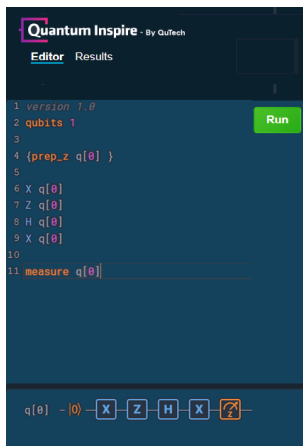 Quantum Inspire - By QuTech
Editor Results
1 version 1.0
2 qubits 1
Run
3
4 {prep_z q[0] }
5
6 X q[0]
7 Z q[0]
8 H q[0]
9 X q[0]
10
11 measure q[0]
q[0] - |0⟩ X Z H X z